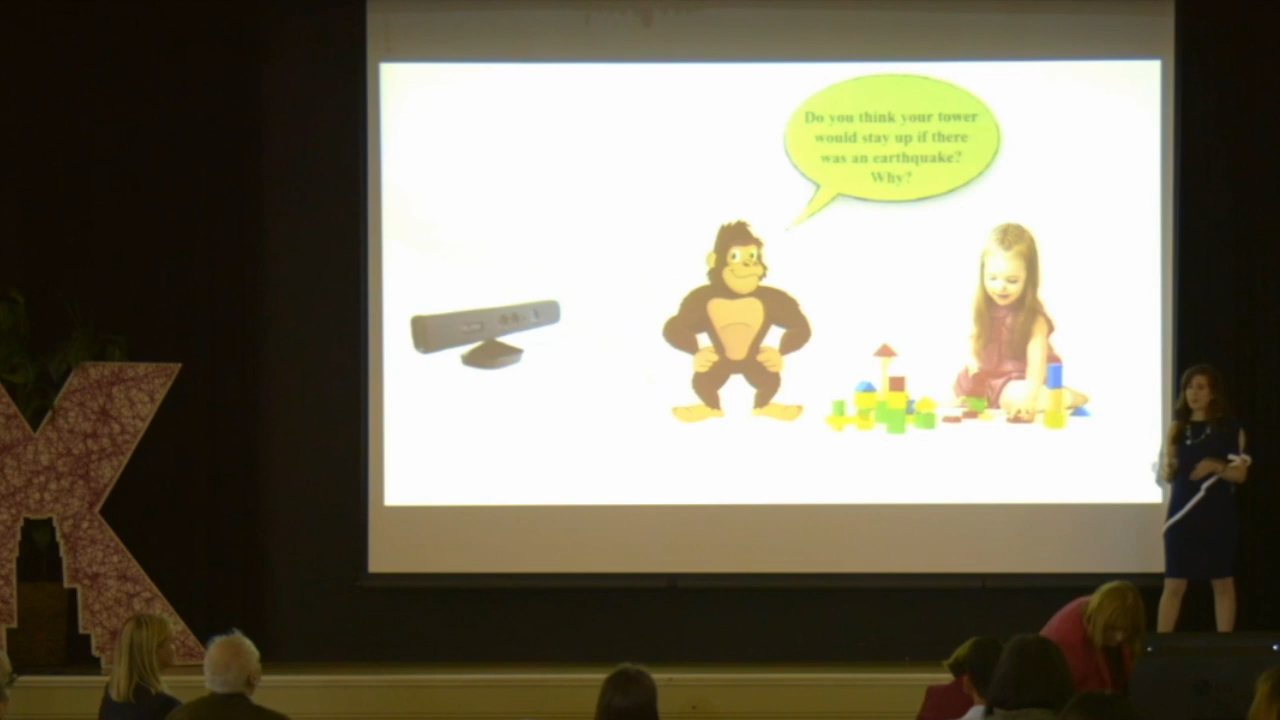 Do you think your tower
would stay up if there
was an earthquake?
Why?
X